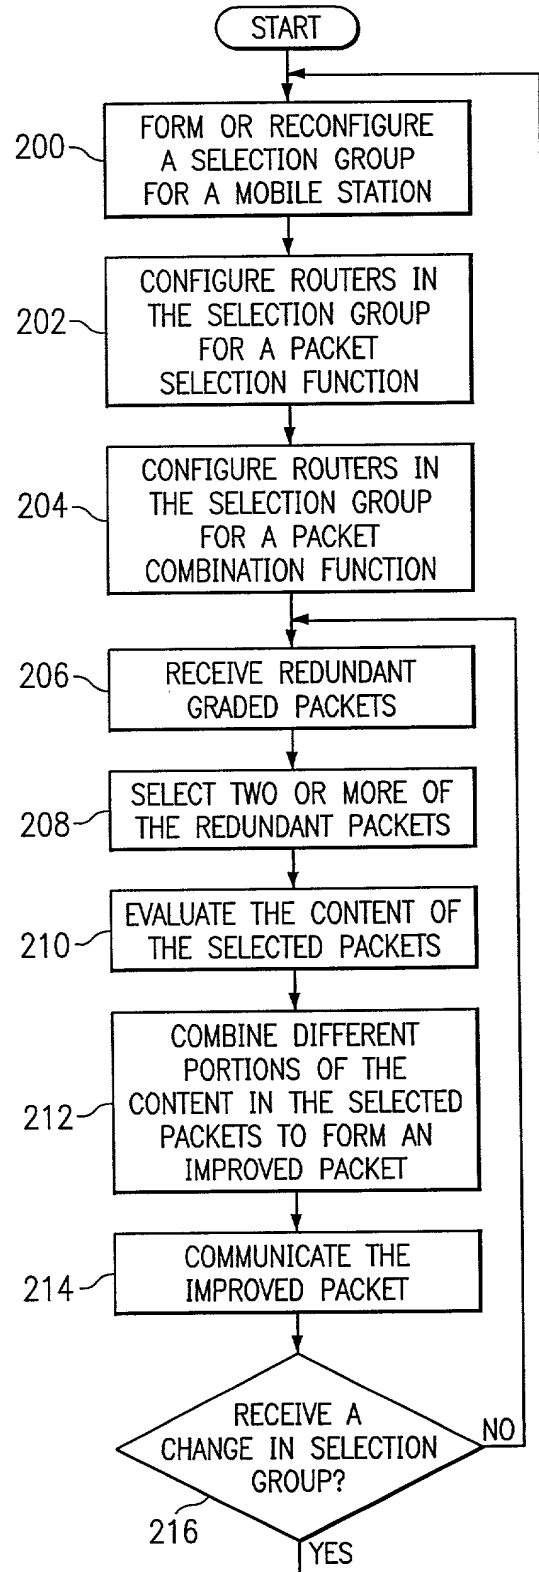 START
200
FORM OR RECONFIGURE
A SELECTION GROUP
FOR A MOBILE STATION
202
CONFIGURE ROUTERS IN
THE SELECTION GROUP
FOR A PACKET
SELECTION FUNCTION
204
CONFIGURE ROUTERS IN
THE SELECTION GROUP
FOR A PACKET
COMBINATION FUNCTION
206
RECEIVE REDUNDANT
GRADED PACKETS
208
SELECT TWO OR MORE OF
THE REDUNDANT PACKETS
210
EVALUATE THE CONTENT OF
THE SELECTED PACKETS
212
COMBINE DIFFERENT
PORTIONS OF THE
CONTENT IN THE SELECTED
PACKETS TO FORM AN
IMPROVED PACKET
214
COMMUNICATE THE
IMPROVED PACKET
RECEIVE A
CHANGE IN SELECTION
GROUP?
NO
216
YES